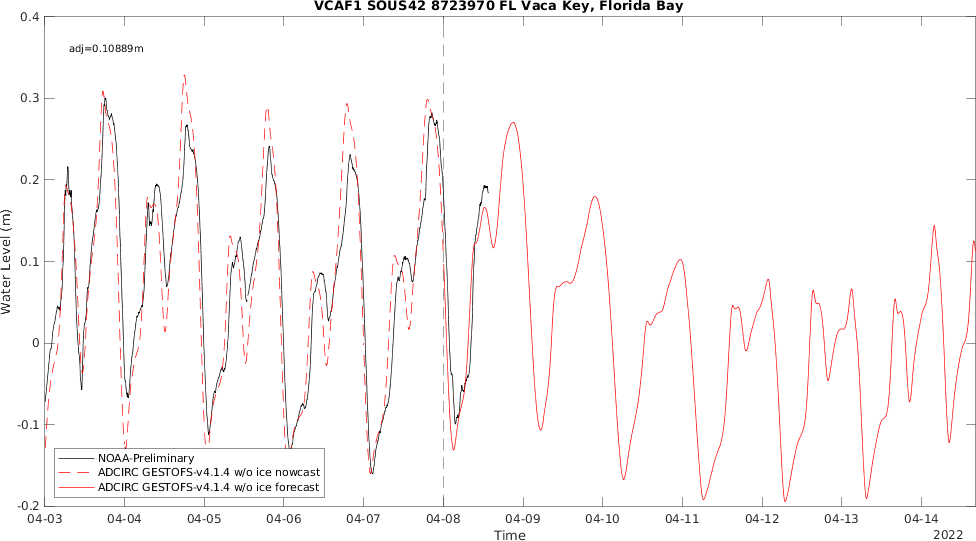 VCAF1 SOUS42 8723970 FL Vaca Key, Florida Bay
adj=0.10889m
0.4
0.3
0.2
0.1
0
-0.1
-0.2
Water Level (m)
NOAA-Preliminary
ADCIRC GESTOFS-v4.1.4 w/o ice nowcast
ADCIRC GESTOFS-v4.1.4 w/o ice forecast
04-03 04-04 04-05 04-06 04-07 04-08 04-09 04-10 04-11 04-12 04-13 04-14
Time
2022